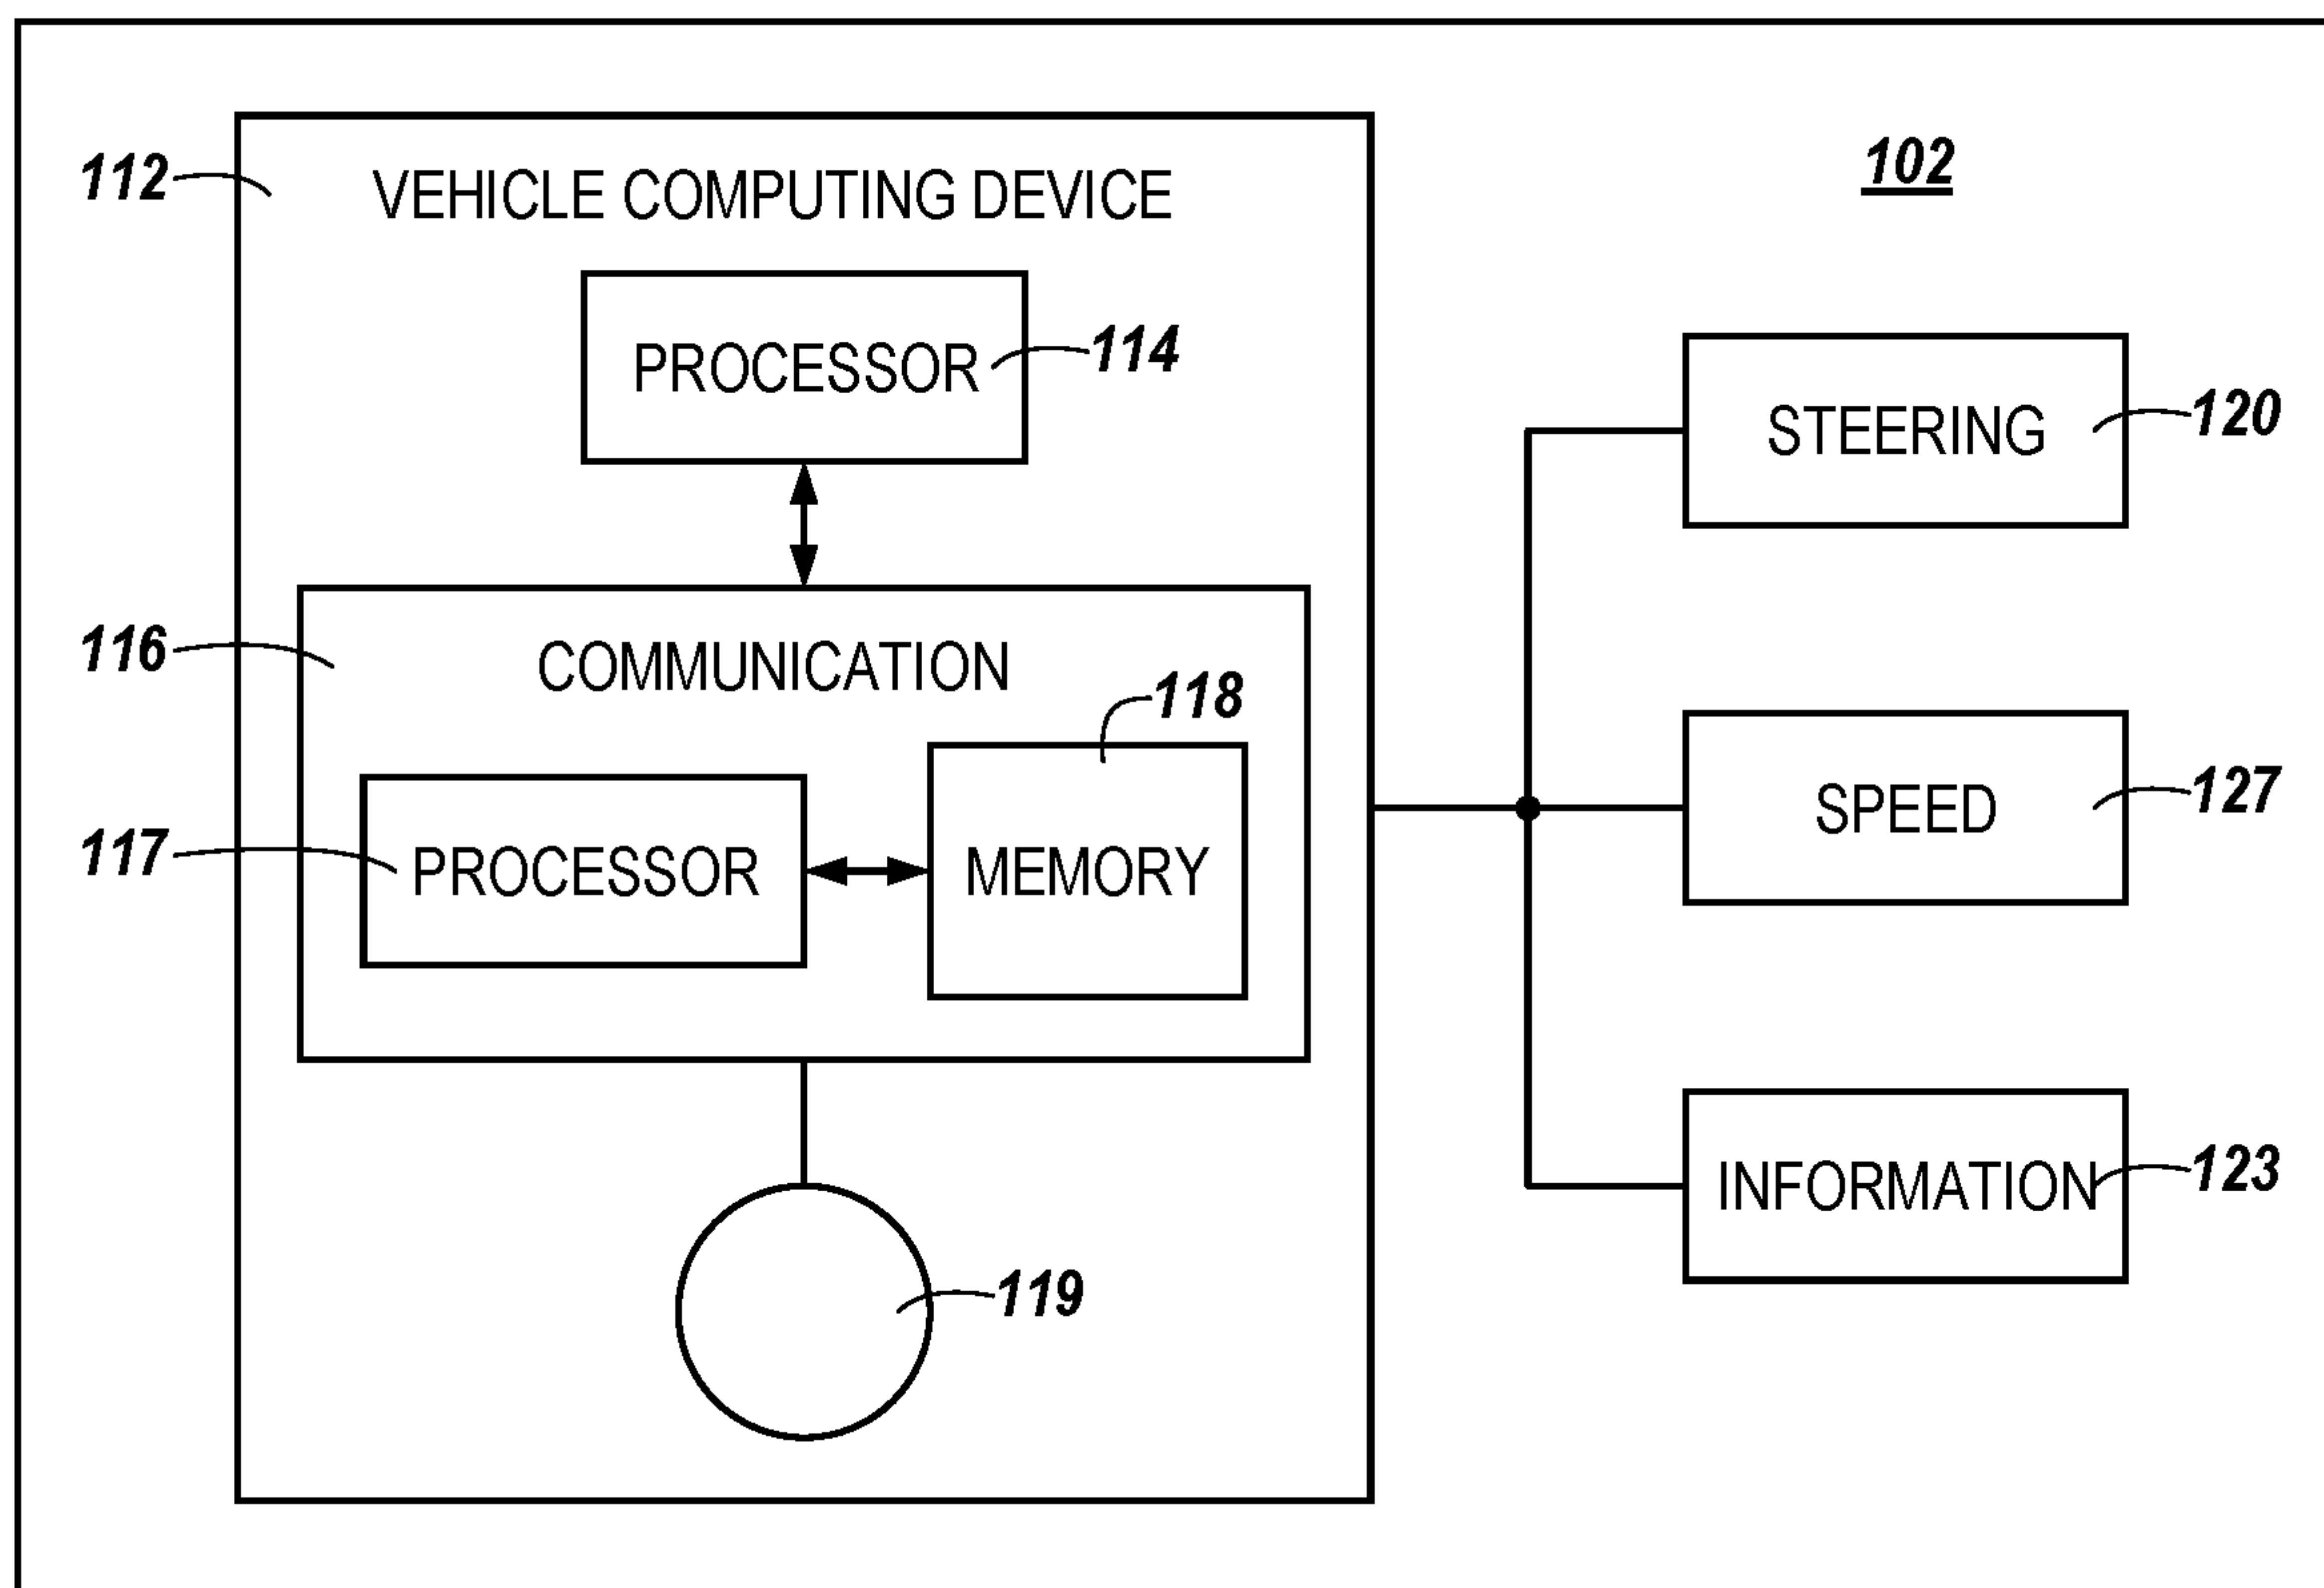 102
112
VEHICLE COMPUTING DEVICE
PROCESSOR
114
STEERING
120
116
COMMUNICATION
118
SPEED
127
117
PROCESSOR
MEMORY
INFORMATION
123
119